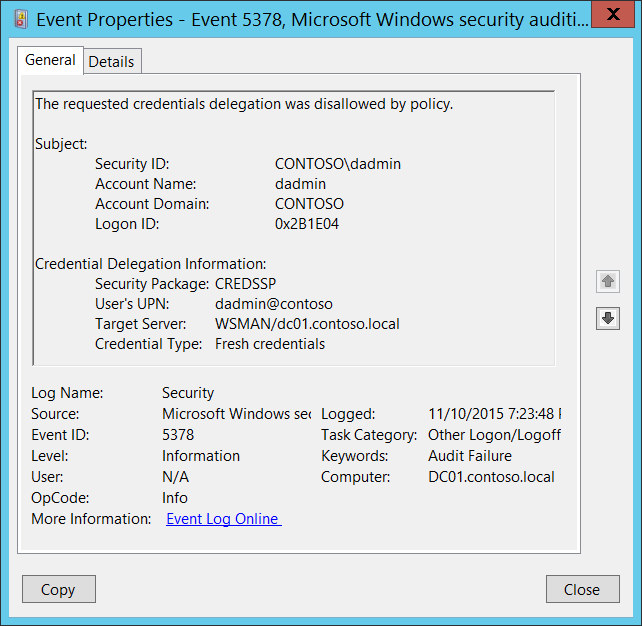 Event Properties - Event 5378, Microsoft Windows security auditi...
X
General Details
The requested credentials delegation was disallowed by policy.
Subject:
Security ID: CONTOSO\dadmin
Account Name: dadmin
Account Domain: CONTOSO
Logon ID: 0x2B1E04
Credential Delegation Information:
Security Package: CREDSSP
User's UPN: dadmin@contoso
Target Server: WSMAN/dc01.contoso.local
Credential Type: Fresh credentials
Log Name: Security
Source: Microsoft Windows sec Logged: 11/10/2015 7:23:48
Event ID: 5378 Task Category: Other Logon/Logoff
Level: Information Keywords: Audit Failure
User: N/A Computer: DC01.contoso.local
OpCode: Info
More Information: Event Log Online
Copy Close